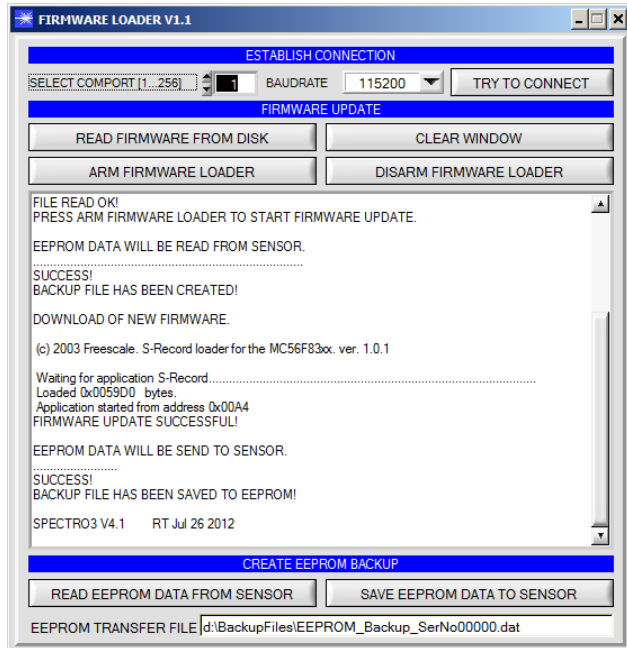 FIRMWARE LOADER V1.1
ESTABLISH CONNECTION
SELECT COMPORT [1...256] 1 BAUDRATE 115200 TRY TO CONNECT
FIRMWARE UPDATE
READ FIRMWARE FROM DISK CLEAR WINDOW
ARM FIRMWARE LOADER DISARM FIRMWARE LOADER
FILE READ OK!
PRESS ARM FIRMWARE LOADER TO START FIRMWARE UPDATE.
EEPROM DATA WILL BE READ FROM SENSOR.
...........................................................................
SUCCESS!
BACKUP FILE HAS BEEN CREATED!
DOWNLOAD OF NEW FIRMWARE.
(c) 2003 Freescale. S-Record loader for the MC56F83xx. ver. 1.0.1
Waiting for application S-Record..........................................................................................
Loaded 0x0059D0 bytes.
Application started from address 0x00A4
FIRMWARE UPDATE SUCCESSFUL!
EEPROM DATA WILL BE SEND TO SENSOR.
.......................
SUCCESS!
BACKUP FILE HAS BEEN SAVED TO EEPROM!
SPECTRO3 V4.1 RT Jul 26 2012
CREATE EEPROM BACKUP
READ EEPROM DATA FROM SENSOR SAVE EEPROM DATA TO SENSOR
EEPROM TRANSFER FILE d:\BackupFiles\EEPROM_Backup_SerNo00000.dat